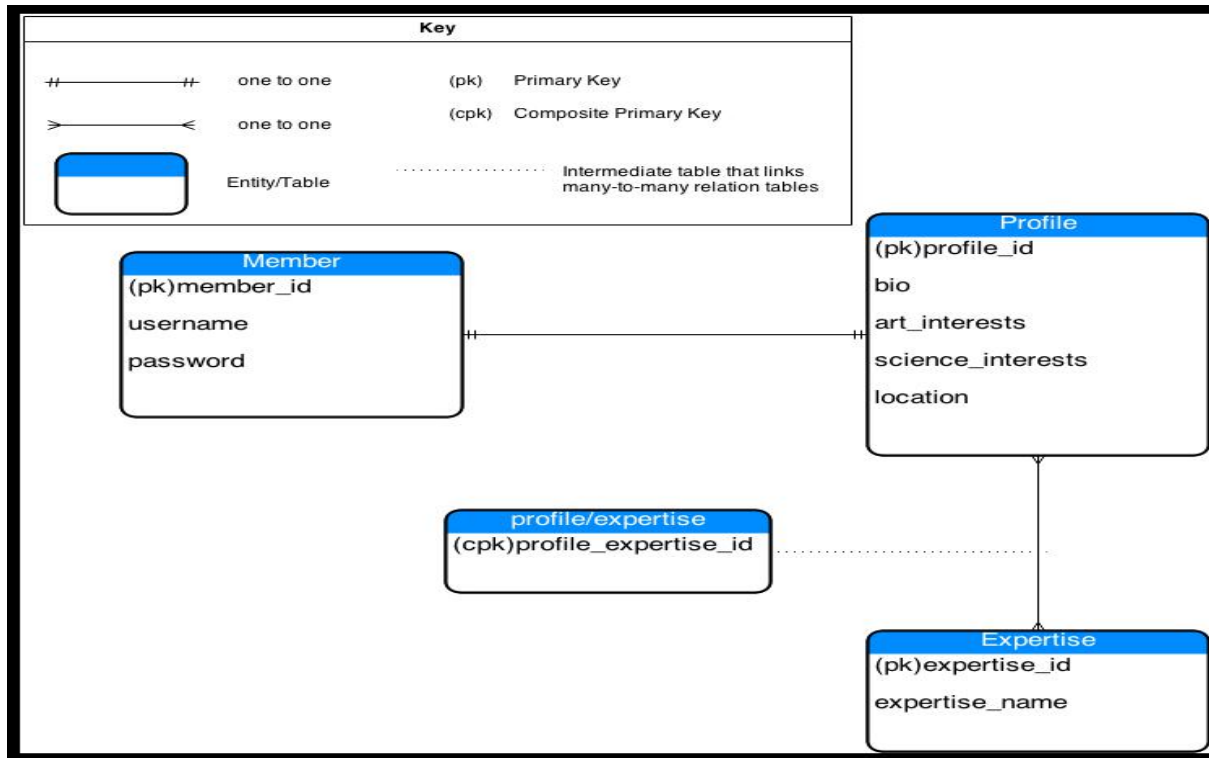 Key
one to one
(pk) Primary Key
one to one
(cpk) Composite Primary Key
Entity/Table
Intermediate table that links
many-to-many relation tables
Member
(pk)member_id
username
password
Profile
(pk)profile_id
bio
art_interests
science_interests
location
profile/expertise
(cpk)profile_expertise_id
Expertise
(pk)expertise_id
expertise_name